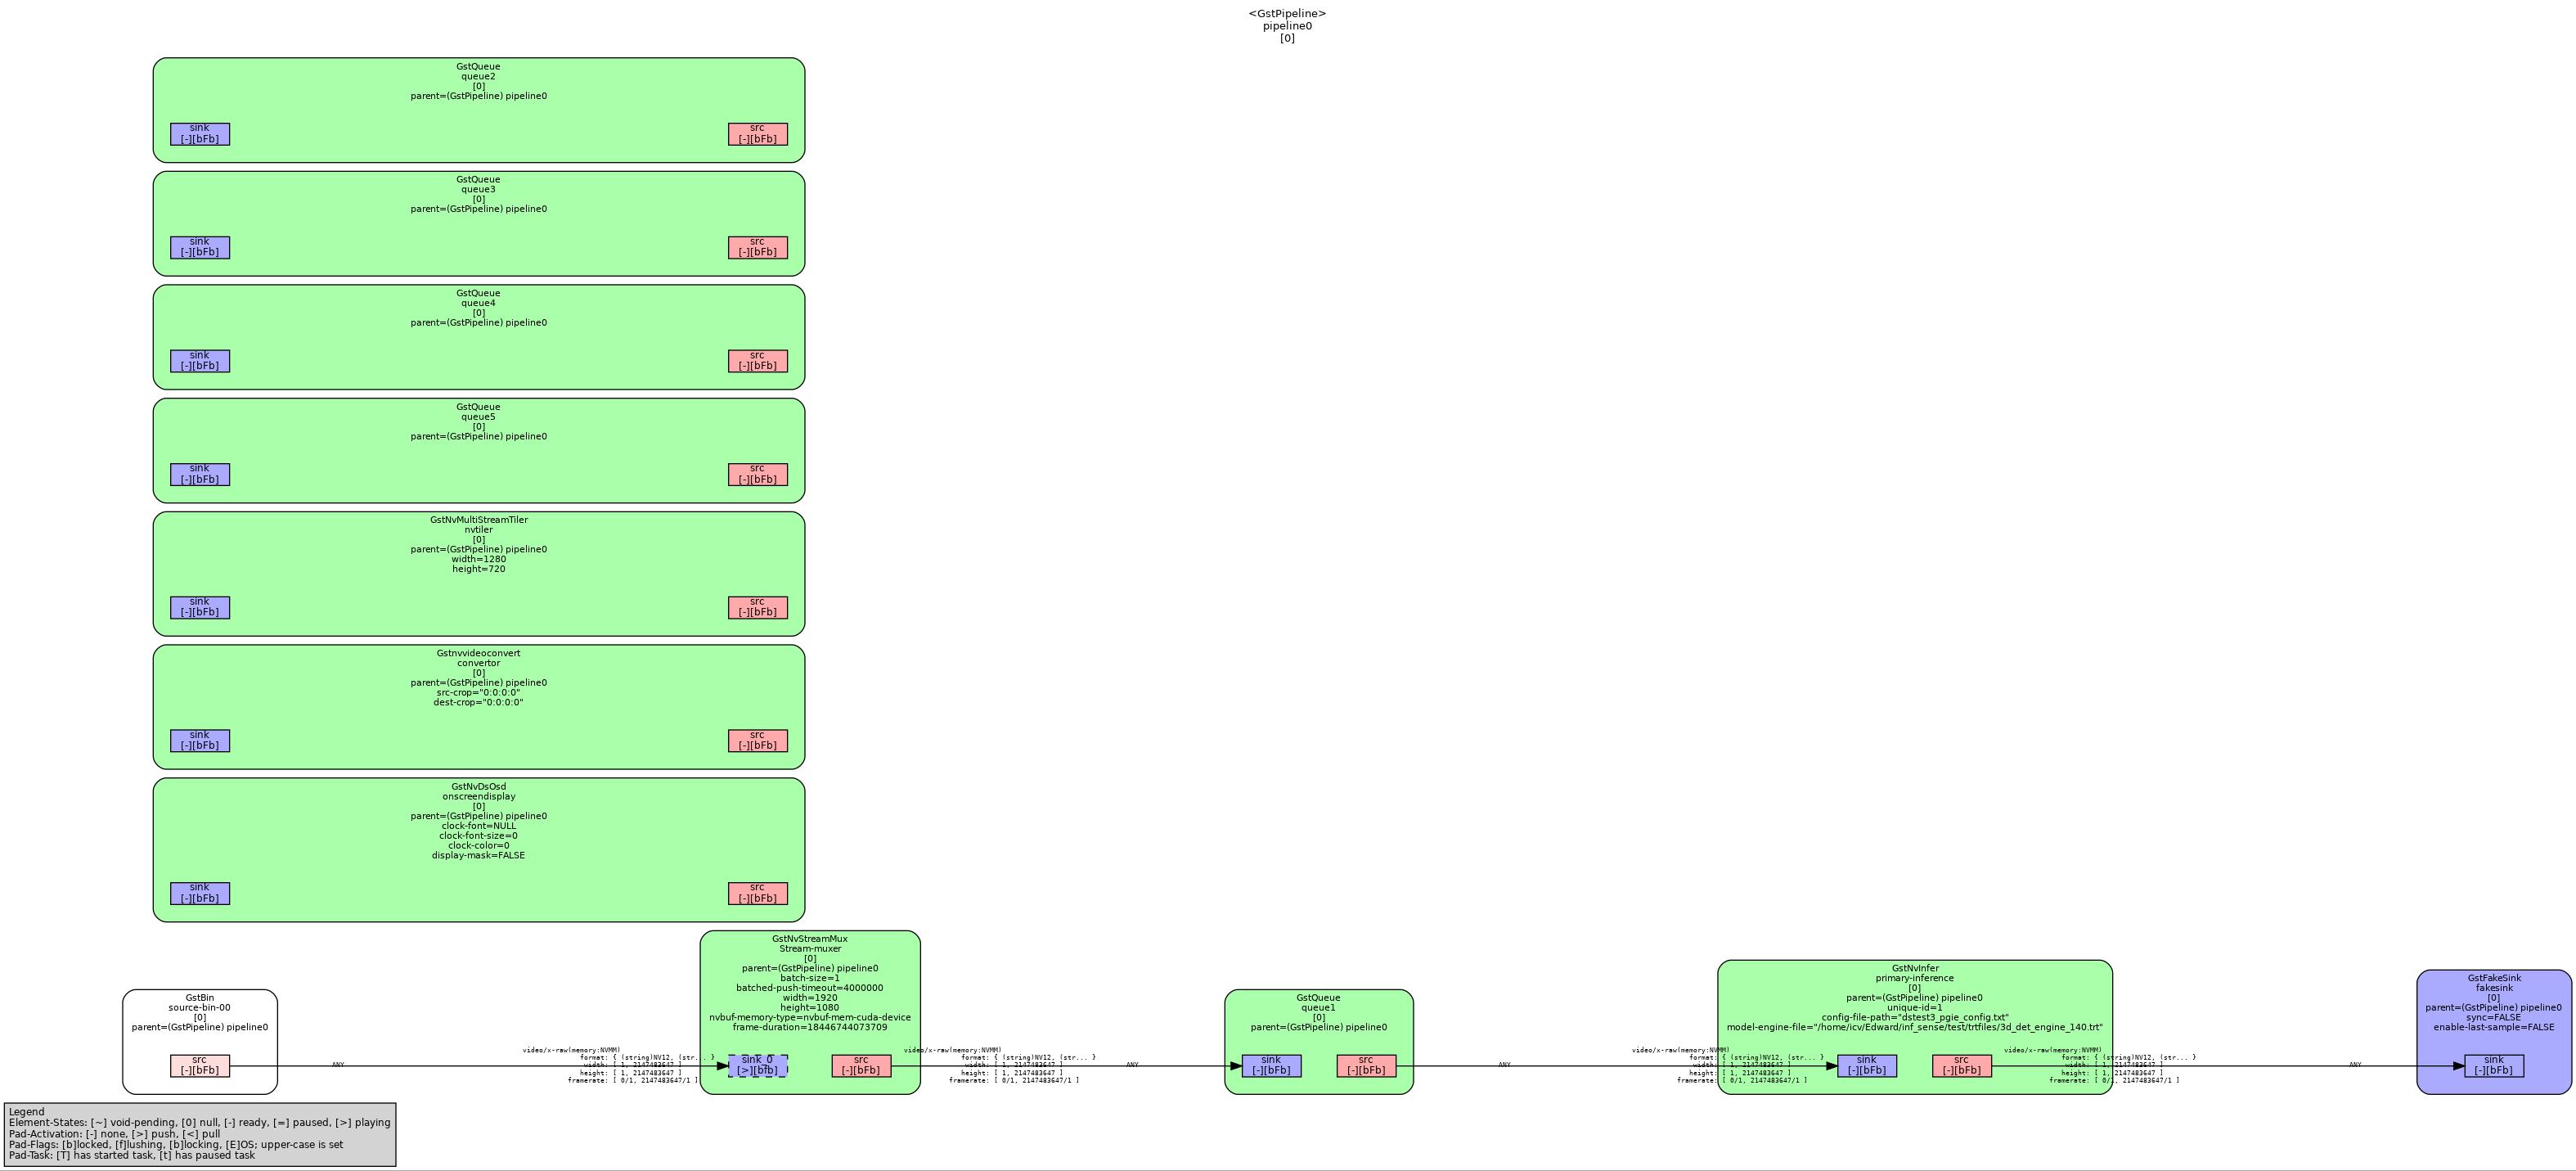 <GstPipeline>
pipeline0
[0]
GstQueue
queue2
[0]
parent=(GstPipeline) pipeline0
sink
[-][bFb]
src
[-][bFb]
GstQueue
queue3
[0]
parent=(GstPipeline) pipeline0
sink
[-][bFb]
src
[-][bFb]
GstQueue
queue4
[0]
parent=(GstPipeline) pipeline0
sink
[-][bFb]
src
[-][bFb]
GstQueue
queue5
[0]
parent=(GstPipeline) pipeline0
sink
[-][bFb]
src
[-][bFb]
GstNvMultiStreamTiler
nvtiler
[0]
parent=(GstPipeline) pipeline0
width=1280
height=720
sink
[-][bFb]
src
[-][bFb]
Gstnvvideoconvert
convertor
[0]
parent=(GstPipeline) pipeline0
src-crop="0:0:0:0"
dest-crop="0:0:0:0"
sink
[-][bFb]
src
[-][bFb]
GstNvDsOsd
onscreendisplay
[0]
parent=(GstPipeline) pipeline0
clock-font=NULL
clock-font-size=0
clock-color=0
display-mask=FALSE
sink
[-][bFb]
src
[-][bFb]
GstBin
source-bin-00
[0]
parent=(GstPipeline) pipeline0
src
[-][bFb]
ANY
video/x-raw(memory:NVMM)
format: { (string)NV12, (str... }
width: [ 1, 2147483647 ]
height: [ 1, 2147483647 ]
framerate: [ 0/1, 2147483647/1 ]
GstNvStreamMux
Stream-muxer
[0]
parent=(GstPipeline) pipeline0
batch-size=1
batched-push-timeout=4000000
width=1920
height=1080
nvbuf-memory-type=nvbuf-mem-cuda-device
frame-duration=18446744073709
sink_0
[>][bfb]
src
[-][bFb]
video/x-raw(memory:NVMM)
format: { (string)NV12, (str... }
width: [ 1, 2147483647 ]
height: [ 1, 2147483647 ]
framerate: [ 0/1, 2147483647/1 ]
ANY
GstQueue
queue1
[0]
parent=(GstPipeline) pipeline0
sink
[-][bFb]
src
[-][bFb]
ANY
video/x-raw(memory:NVMM)
format: { (string)NV12, (str... }
width: [ 1, 2147483647 ]
height: [ 1, 2147483647 ]
framerate: [ 0/1, 2147483647/1 ]
GstNvInfer
primary-inference
[0]
parent=(GstPipeline) pipeline0
unique-id=1
config-file-path="dstest3_pgie_config.txt"
model-engine-file="/home/icv/Edward/inf_sense/test/trtfiles/3d_det_engine_140.trt"
sink
[-][bFb]
src
[-][bFb]
video/x-raw(memory:NVMM)
format: { (string)NV12, (str... }
width: [ 1, 2147483647 ]
height: [ 1, 2147483647 ]
framerate: [ 0/1, 2147483647/1 ]
ANY
GstFakeSink
fakesink
[0]
parent=(GstPipeline) pipeline0
sync=FALSE
enable-last-sample=FALSE
sink
[-][bFb]
Legend
Element-States: [~] void-pending, [0] null, [-] ready, [=] paused, [>] playing
Pad-Activation: [-] none, [>] push, [<] pull
Pad-Flags: [b]locked, [f]lushing, [b]locking, [E]OS; upper-case is set
Pad-Task: [T] has started task, [t] has paused task